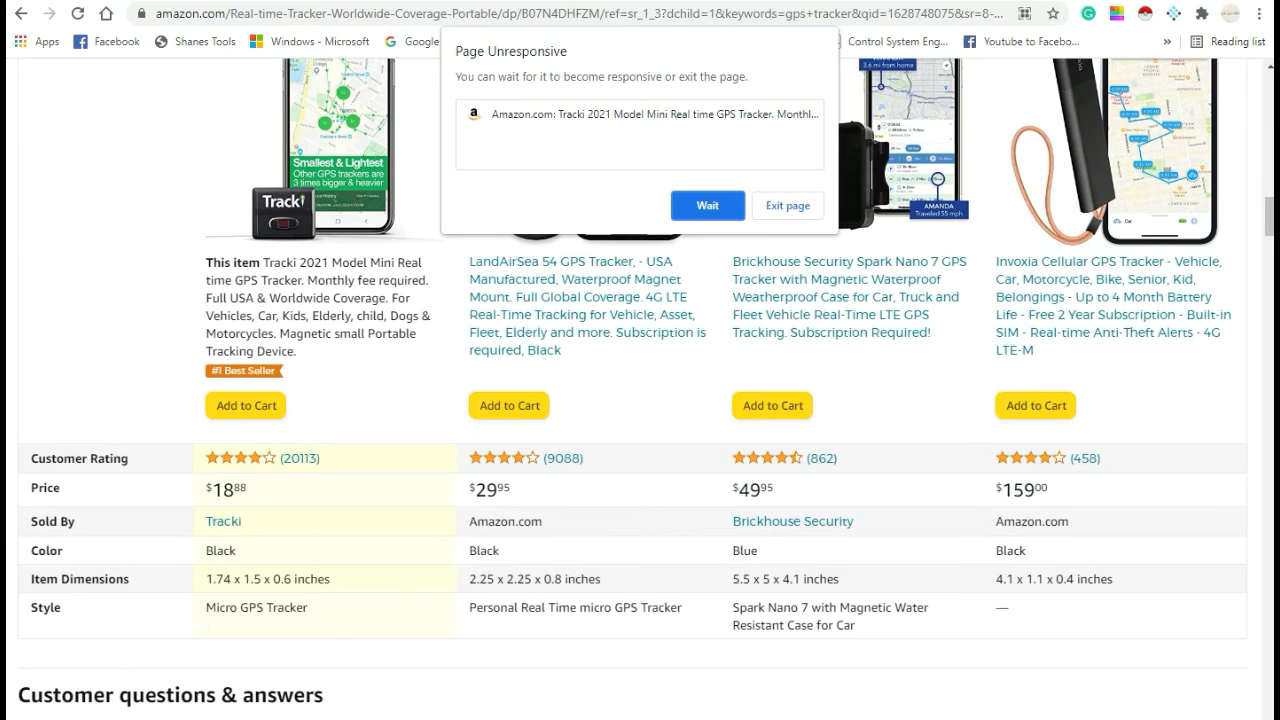 amazon.com/Real-time-Tracker-Worldwide-Coverage-Portable/dp/B07N4DHFZM/ref=sr_1_3?dchild=1&keywords=gps+tracker&qid=1628748075&sr=8-...
Apps Facebook Shanes Tools Windows - Microsoft Google Control System Eng... Youtube to Facebo... » Reading list
Page Unresponsive
You can wait for it to become responsive or exit the page.
Amazon.com: Tracki 2021 Model Mini Real time GPS Tracker. Monthl...
Wait Exit page
Smallest & Lightest
Other GPS trackers are
3 times bigger & heavier
Tracki
3.6 mi from home
AMANDA
Traveled 55 mph
Car
This item Tracki 2021 Model Mini Real
time GPS Tracker. Monthly fee required.
Full USA & Worldwide Coverage. For
Vehicles, Car, Kids, Elderly, child, Dogs &
Motorcycles. Magnetic small Portable
Tracking Device.
#1 Best Seller
LandAirSea 54 GPS Tracker, - USA
Manufactured, Waterproof Magnet
Mount. Full Global Coverage. 4G LTE
Real-Time Tracking for Vehicle, Asset,
Fleet, Elderly and more. Subscription is
required, Black
Brickhouse Security Spark Nano 7 GPS
Tracker with Magnetic Waterproof
Weatherproof Case for Car, Truck and
Fleet Vehicle Real-Time LTE GPS
Tracking. Subscription Required!
Invoxia Cellular GPS Tracker - Vehicle,
Car, Motorcycle, Bike, Senior, Kid,
Belongings - Up to 4 Month Battery
Life - Free 2 Year Subscription - Built-in
SIM - Real-time Anti-Theft Alerts - 4G
LTE-M
Add to Cart Add to Cart Add to Cart Add to Cart
Customer Rating (20113) (9088) (862) (458)
Price $18 88 $29 95 $49 95 $159 00
Sold By Tracki Amazon.com Brickhouse Security Amazon.com
Color Black Black Blue Black
Item Dimensions 1.74 x 1.5 x 0.6 inches 2.25 x 2.25 x 0.8 inches 5.5 x 5 x 4.1 inches 4.1 x 1.1 x 0.4 inches
Style Micro GPS Tracker Personal Real Time micro GPS Tracker Spark Nano 7 with Magnetic Water —
Resistant Case for Car
Customer questions & answers